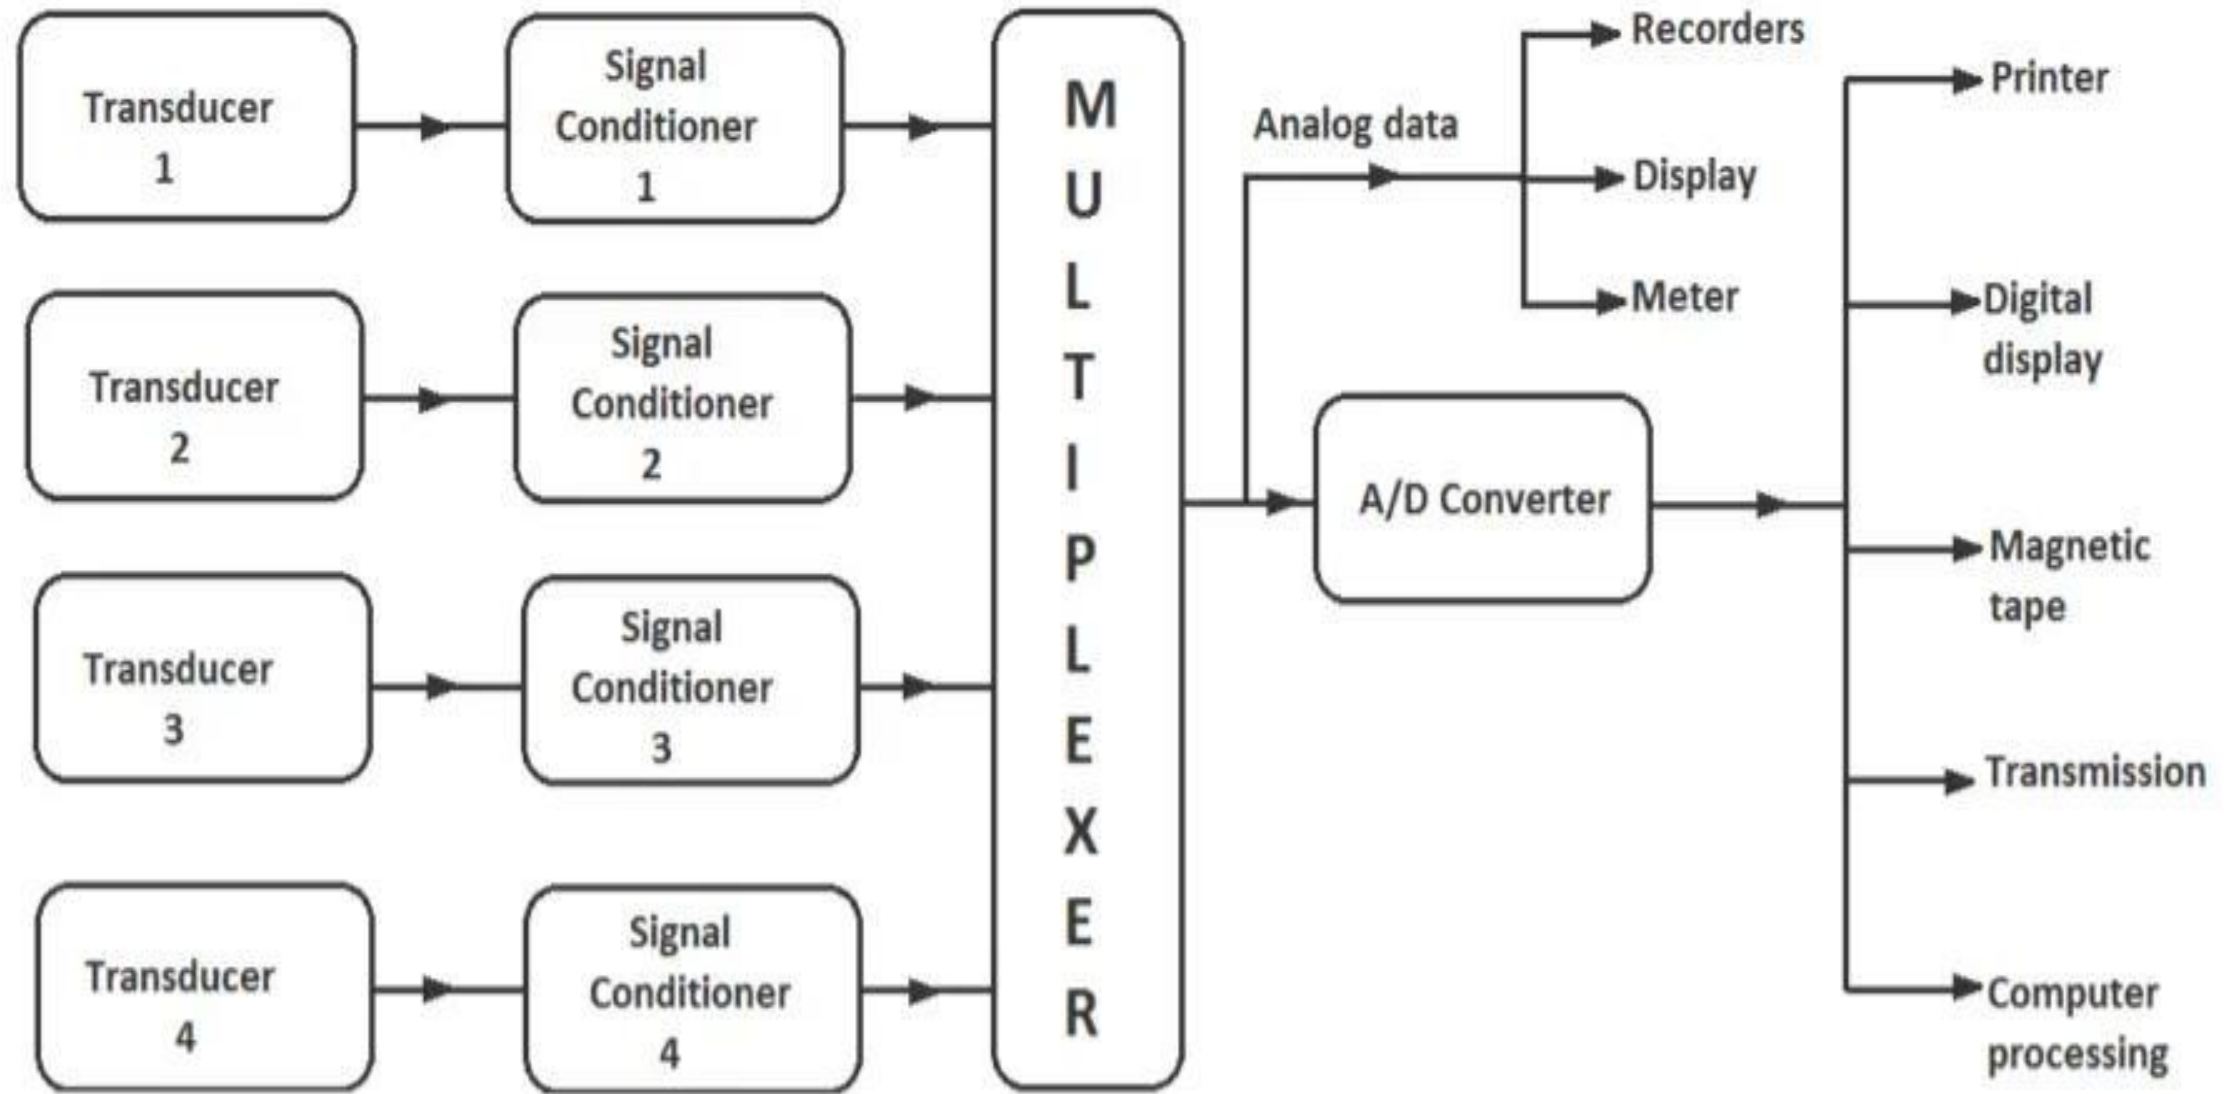 Transducer
1
Signal
Conditioner
1
Transducer
2
Signal
Conditioner
2
Transducer
3
Signal
Conditioner
3
Transducer
4
Signal
Conditioner
4
MULTIPLEXER
Analog data
Recorders
Display
Meter
A/D Converter
Printer
Digital
display
Magnetic
tape
Transmission
Computer
processing